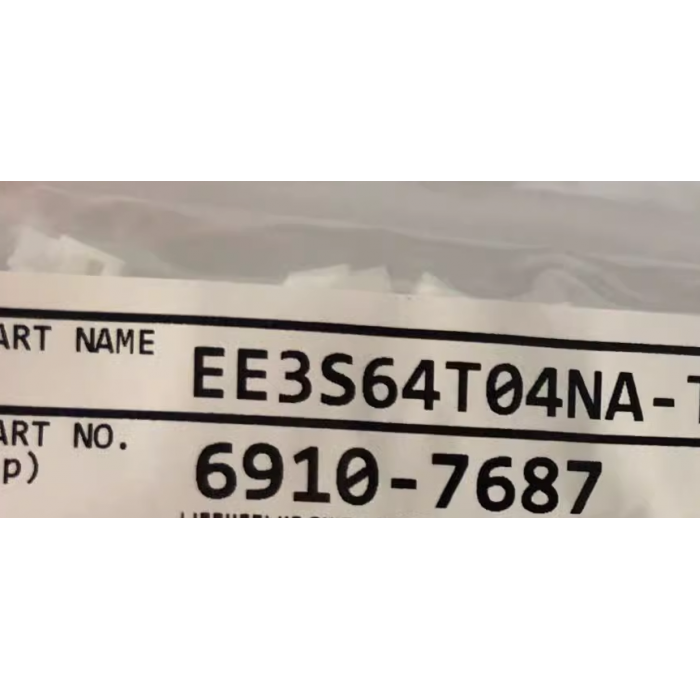 ART NAME EE3S64T04NA-
ART NO. 6910-7687
p)